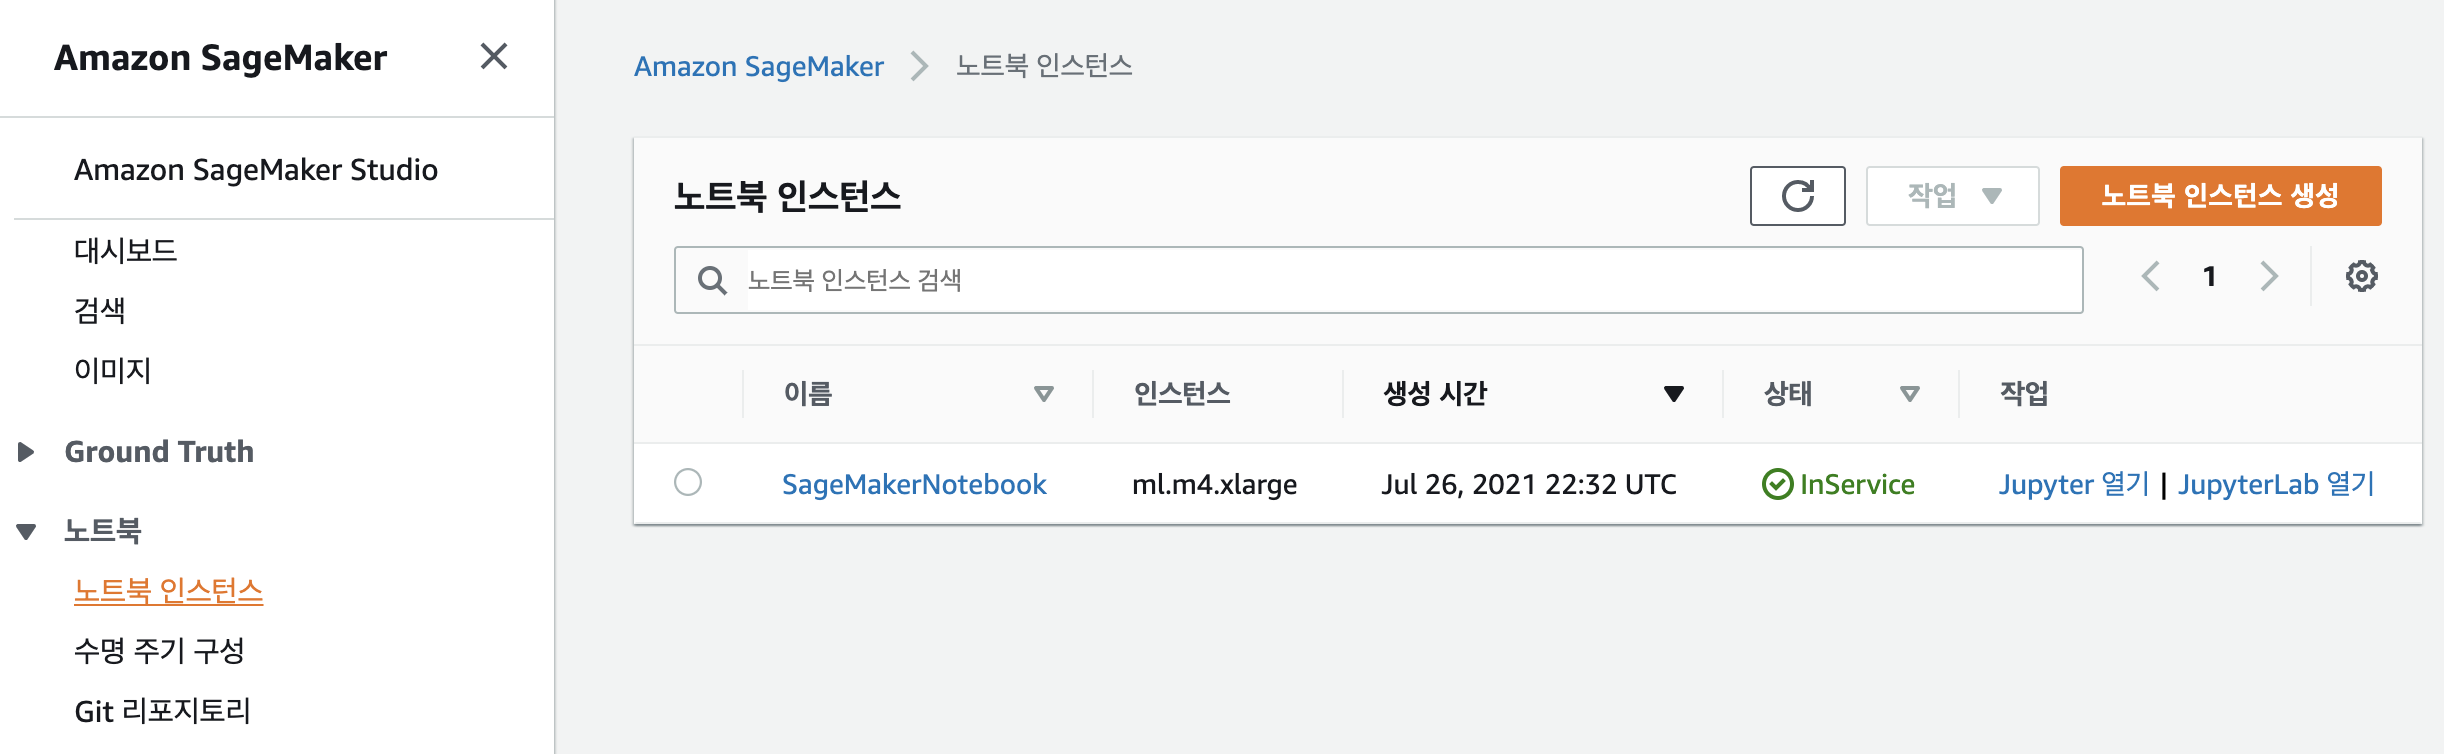 Amazon SageMaker
Amazon SageMaker Studio
대시보드
검색
이미지
Ground Truth
노트북
노트북 인스턴스
수명 주기 구성
Git 리포지토리
Amazon SageMaker 노트북 인스턴스
노트북 인스턴스
작업
노트북 인스턴스 생성
노트북 인스턴스 검색
1
이름 인스턴스 생성 시간 상태 작업
SageMakerNotebook ml.m4.xlarge Jul 26, 2021 22:32 UTC InService Jupyter 열기 | JupyterLab 열기